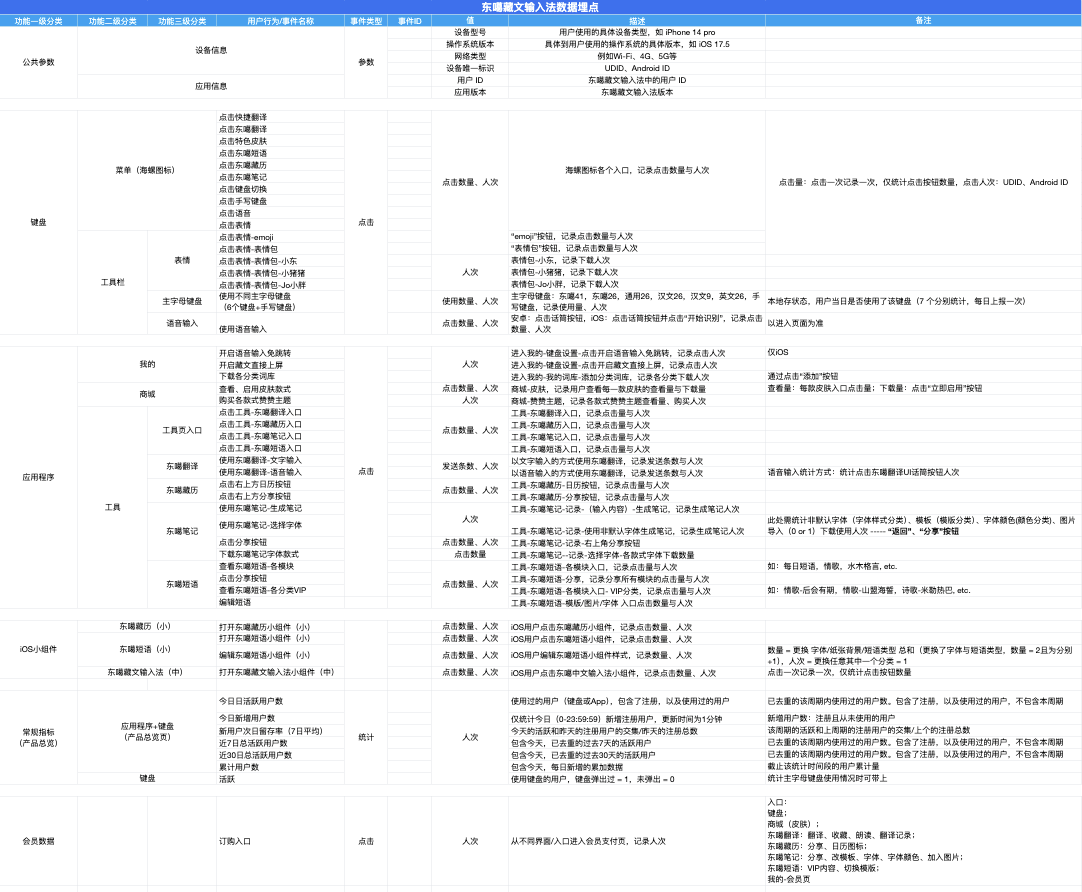 东噶藏文输入法数据埋点
功能一级分类 功能二级分类 功能三级分类 用户行为/事件名称 事件类型 事件ID 值 描述 备注
公共参数 设备信息 参数 设备型号 用户使用的具体设备类型，如 iPhone 14 pro
操作系统版本 具体到用户使用的操作系统的具体版本，如 iOS 17.5
网络类型 例如Wi-Fi、4G、5G等
设备唯一标识 UDID、Android ID
应用信息 用户 ID 东噶藏文输入法中的用户 ID
应用版本 东噶藏文输入法版本
键盘 菜单（海螺图标） 点击快捷翻译 点击 点击数量、人次 海螺图标各个入口，记录点击数量与人次 点击量：点击一次记录一次，仅统计点击按钮数量，点击人次：UDID、Android ID
点击东噶翻译
点击特色皮肤
点击东噶短语
点击东噶藏历
点击东噶笔记
点击键盘切换
点击手写键盘
点击语音
点击表情
工具栏 表情 点击表情-emoji 人次 “emoji”按钮，记录点击数量与人次
点击表情-表情包 “表情包”按钮，记录点击数量与人次
点击表情-表情包-小东 表情包-小东，记录下载人次
点击表情-表情包-小猪猪 表情包-小猪猪，记录下载人次
点击表情-表情包-Jo小胖 表情包-Jo小胖，记录下载人次
主字母键盘 使用不同主字母键盘 使用数量、人次 主字母键盘：东噶41，东噶26，通用26，汉文26，汉文9，英文26，手 本地存状态，用户当日是否使用了该键盘（7 个分别统计，每日上报一次）
（6个键盘+手写键盘） 写键盘，记录使用量、人次
语音输入 使用语音输入 点击数量、人次 安卓：点击话筒按钮，iOS：点击话筒按钮并点击“开始识别”，记录点击 以进入页面为准
数量、人次
应用程序 我的 开启语音输入免跳转 点击 人次 进入我的-键盘设置-点击开启语音输入免跳转，记录点击人次 仅iOS
开启藏文直接上屏 进入我的-键盘设置-点击开启藏文直接上屏，记录点击人次
下载各分类词库 进入我的-我的词库-添加分类词库，记录各分类下载人次 通过点击“添加”按钮
商城 查看、启用皮肤款式 点击数量、人次 商城-皮肤，记录用户查看每一款皮肤的查看量与下载量 查看量：每款皮肤入口点击量；下载量：点击“立即启用”按钮
购买各款式赞赞主题 人次 商城-赞赞主题，记录各款式赞赞主题查看量、购买人次
工具 工具页入口 点击工具-东噶翻译入口 点击数量、人次 工具-东噶翻译入口，记录点击量与人次
点击工具-东噶藏历入口 工具-东噶藏历入口，记录点击量与人次
点击工具-东噶笔记入口 工具-东噶笔记入口，记录点击量与人次
点击工具-东噶短语入口 工具-东噶短语入口，记录点击量与人次
东噶翻译 使用东噶翻译-文字输入 发送条数、人次 以文字输入的方式使用东噶翻译，记录发送条数与人次
使用东噶翻译-语音输入 以语音输入的方式使用东噶翻译，记录发送条数与人次 语音输入统计方式：统计点击东噶翻译UI话筒按钮人次
东噶藏历 点击右上方日历按钮 点击数量、人次 工具-东噶藏历-日历按钮，记录点击量与人次
点击右上方分享按钮 工具-东噶藏历-分享按钮，记录点击量与人次
东噶笔记 使用东噶笔记-生成笔记 人次 工具-东噶笔记-记录-（输入内容）-生成笔记，记录生成笔记人次
使用东噶笔记-选择字体 工具-东噶笔记-记录-使用非默认字体生成笔记，记录生成笔记人次 此处需统计非默认字体（字体样式分类）、模板（模版分类）、字体颜色(颜色分类)、图片
导入（0 or 1）下载使用人次 ----- “返回”、“分享”按钮
点击分享按钮 点击数量、人次 工具-东噶笔记-记录-右上角分享按钮
下载东噶笔记字体款式 点击数量 工具-东噶笔记--记录-选择字体-各款式字体下载数量
东噶短语 查看东噶短语-各模块 点击数量、人次 工具-东噶短语-各模块入口，记录点击量与人次 如：每日短语，情歌，水木格言, etc.
点击分享按钮 工具-东噶短语-分享，记录分享所有模块的点击量与人次
查看东噶短语-各分类VIP 工具-东噶短语-各模块入口- VIP分类，记录点击量与人次 如：情歌-后会有期，情歌-山盟海誓，诗歌-米勒热巴, etc.
编辑短语 工具-东噶短语-模版/图片/字体 入口点击数量与人次
iOS小组件 东噶藏历（小） 打开东噶藏历小组件（小） 点击数量、人次 iOS用户点击东噶藏历小组件，记录点击数量、人次
东噶短语（小） 打开东噶短语小组件（小） 点击数量、人次 iOS用户点击东噶短语小组件，记录点击数量、人次
编辑东噶短语小组件（小） 点击数量、人次 iOS用户编辑东噶短语小组件样式，记录数量、人次 数量 = 更换 字体/纸张背景/短语类型 总和（更换了字体与短语类型，数量 = 2且为分别
+1），人次 = 更换任意其中一个分类 = 1
东噶藏文输入法（中） 打开东噶藏文输入法小组件（中） 点击数量、人次 iOS用户点击东噶中文输入法小组件，记录点击数量、人次 点击一次记录一次，仅统计点击按钮数量
常规指标 应用程序+键盘 今日日活跃用户数 统计 人次 使用过的用户（键盘或App），包含了注册，以及使用过的用户 已去重的该周期内使用过的用户数。包含了注册，以及使用过的用户，不包含本周期
（产品总览） （产品总览页） 今日新增用户数 仅统计今日（0-23:59:59）新增注册用户，更新时间为1分钟 新增用户数：注册且从未使用的用户
新用户次日留存率（7日平均） 今天的活跃和昨天的注册用户的交集/昨天的注册总数 该周期的活跃和上周期的注册用户的交集/上个的注册总数
近7日总活跃用户数 包含今天，已去重的过去7天的活跃用户 已去重的该周期内使用过的用户数。包含了注册，以及使用过的用户，不包含本周期
近30日总活跃用户数 包含今天，已去重的过去30天的活跃用户 已去重的该周期内使用过的用户数。包含了注册，以及使用过的用户，不包含本周期
累计用户数 包含今天，每日新增的累加数据 截止该统计时间段的用户累计量
键盘 活跃 使用键盘的用户，键盘弹出过 = 1，未弹出 = 0 统计主字母键盘使用情况时可带上
会员数据 订购入口 点击 人次 从不同界面/入口进入会员支付页，记录人次 入口：
键盘；
商城（皮肤）；
东噶翻译：翻译、收藏、朗读、翻译记录；
东噶藏历：分享、日历图标；
东噶笔记：分享、改模板、字体、字体颜色、加入图片；
东噶短语：VIP内容、切换模版；
我的-会员页